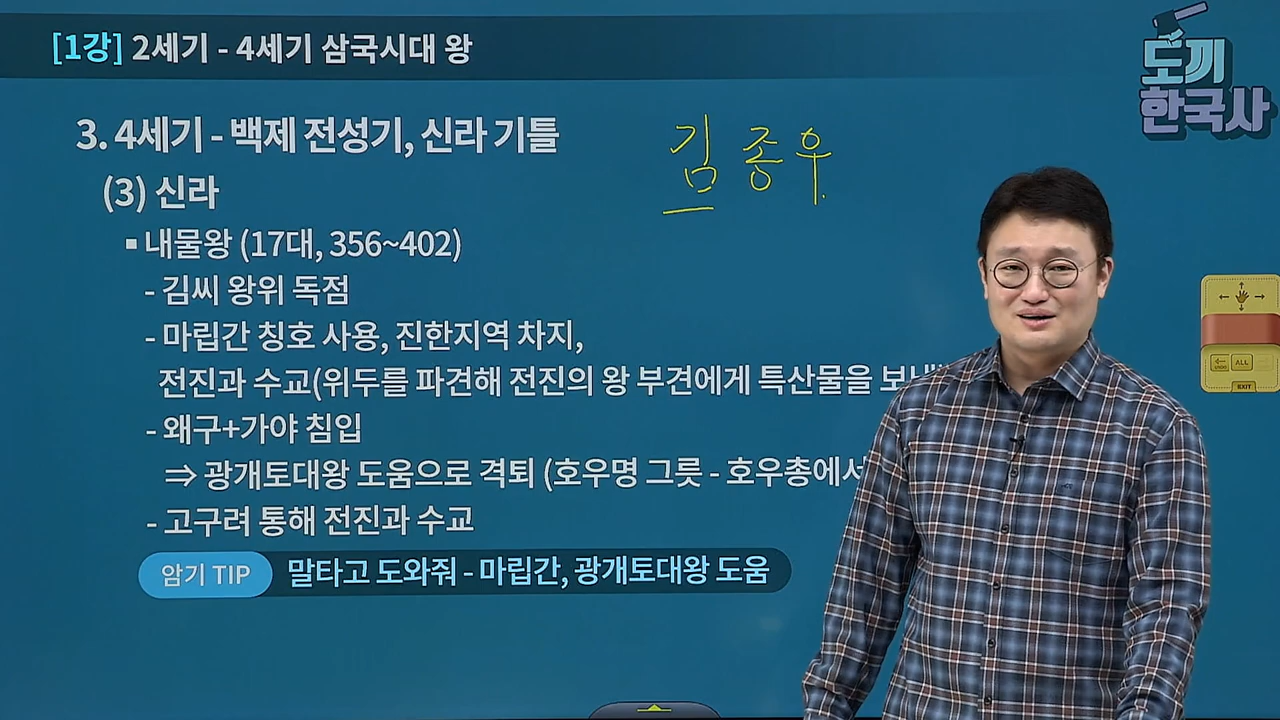 [1강] 2세기 - 4세기 삼국시대 왕
도끼
한국사
3. 4세기 - 백제 전성기, 신라 기틀
김종우
(3) 신라
▪ 내물왕 (17대, 356~402)
- 김씨 왕위 독점
- 마립간 칭호 사용, 진한지역 차지,
전진과 수교(위두를 파견해 전진의 왕 부견에게 특산물을
- 왜구+가야 침입
⇒ 광개토대왕 도움으로 격퇴 (호우명 그릇 - 호우총에서
- 고구려 통해 전진과 수교
암기 TIP 말타고 도와줘 - 마립간, 광개토대왕 도움
ALL
EXIT